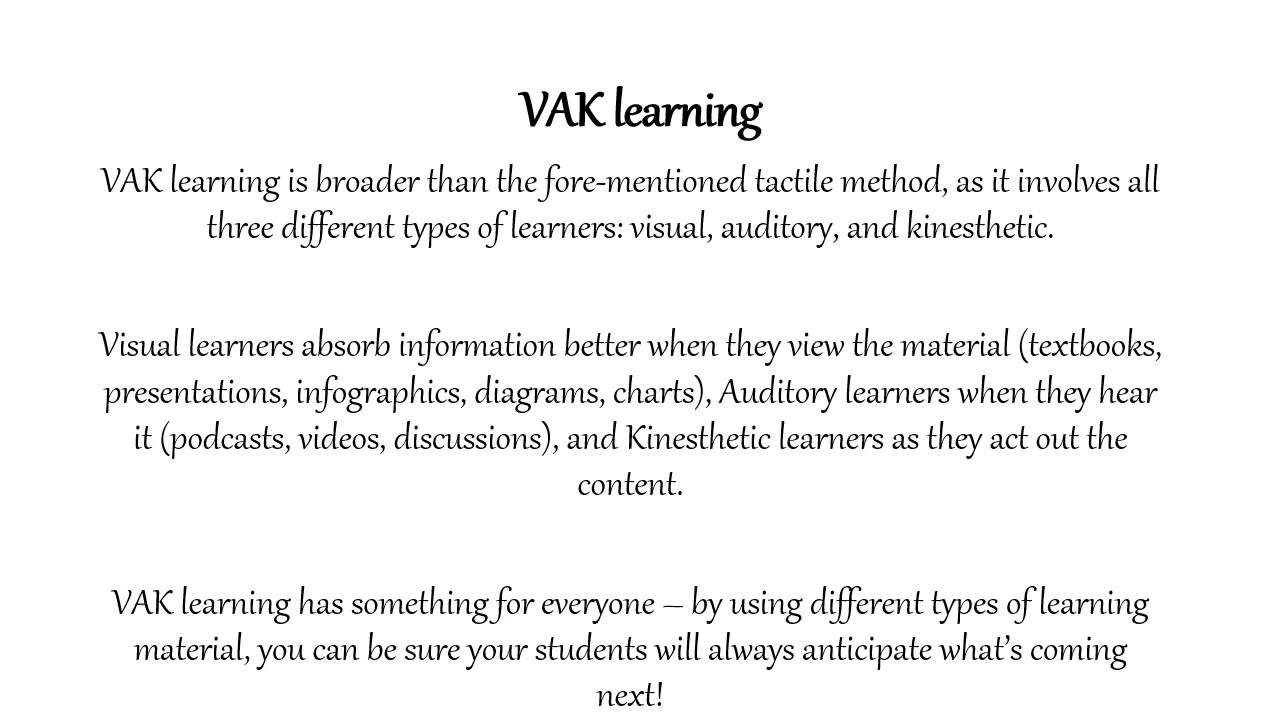 VAK learning
VAK learning is broader than the fore-mentioned tactile method, as it involves all
three different types of learners: visual, auditory, and kinesthetic.
Visual learners absorb information better when they view the material (textbooks,
presentations, infographics, diagrams, charts), Auditory learners when they hear
it (podcasts, videos, discussions), and Kinesthetic learners as they act out the
content.
VAK learning has something for everyone – by using different types of learning
material, you can be sure your students will always anticipate what’s coming
next!